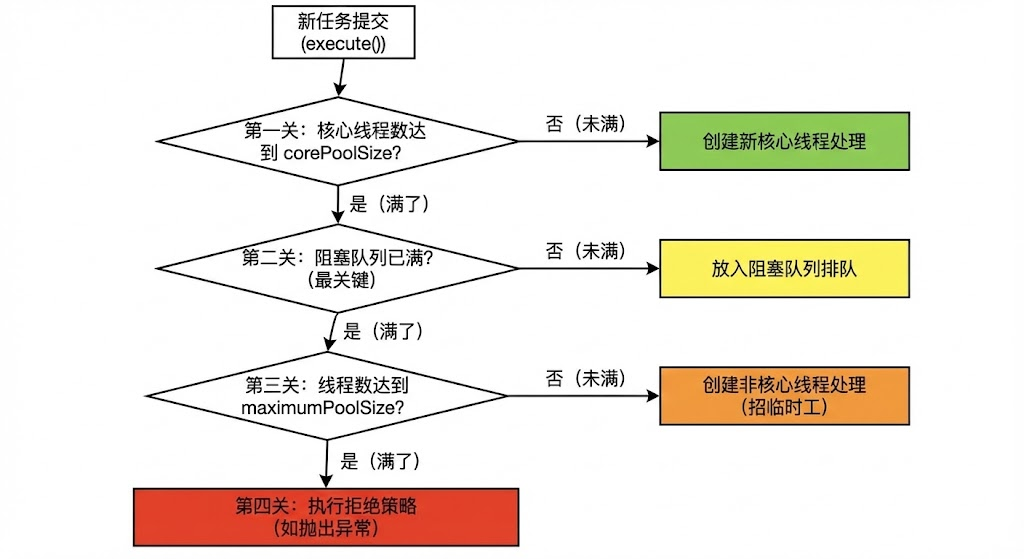 新任务提交
(execute())
第一关：核心线程数达
到 corePoolSize?
否（未满）
创建新核心线程处理
是（满了）
第二关：阻塞队列已满?
(最关键)
否（未满）
放入阻塞队列排队
是（满了）
第三关：线程数达到
maximumPoolSize?
否（未满）
创建非核心线程处理
（招临时工）
是（满了）
第四关：执行拒绝策略
（如抛出异常）